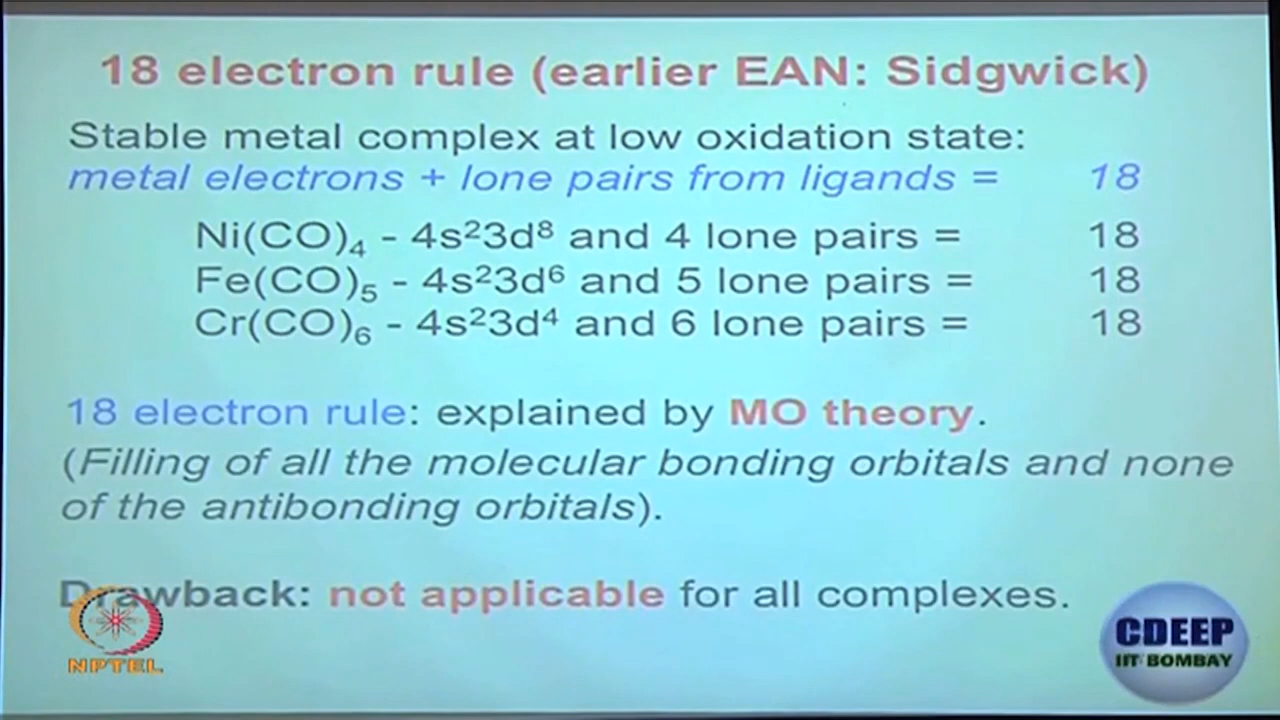 18 electron rule (earlier EAN: Sidgwick)
Stable metal complex at low oxidation state:
metal electrons + lone pairs from ligands = 18
Ni(CO)₄ - 4s²3d⁸ and 4 lone pairs = 18
Fe(CO)₅ - 4s²3d⁶ and 5 lone pairs = 18
Cr(CO)₆ - 4s²3d⁴ and 6 lone pairs = 18
18 electron rule: explained by MO theory.
(Filling of all the molecular bonding orbitals and none
of the antibonding orbitals).
Drawback: not applicable for all complexes.
NPTEL
CDEEP
IIT BOMBAY